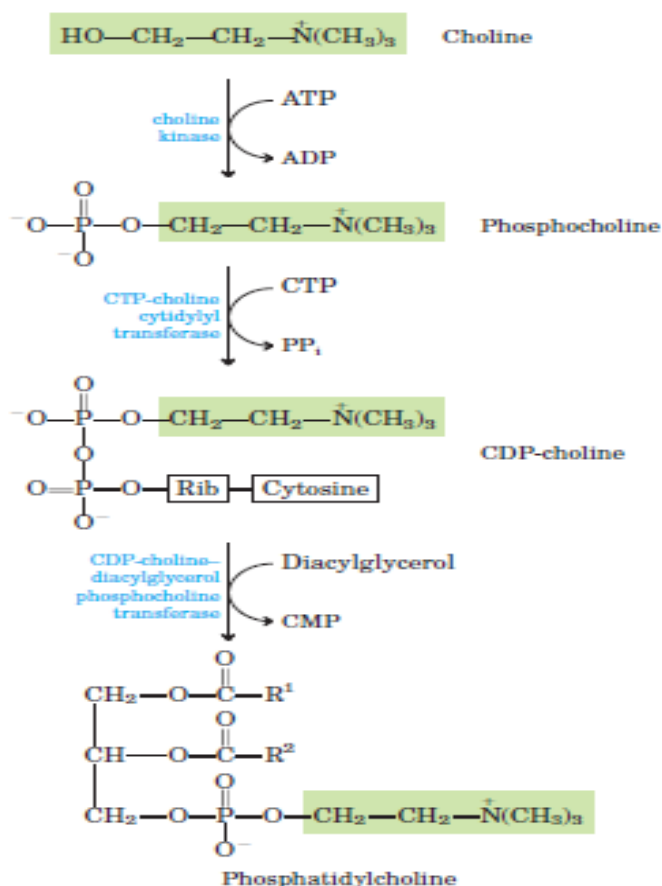 HO—CH₂—CH₂—N⁺(CH₃)₃ Choline
choline
kinase
ATP
ADP
O
⁻O—P—O—CH₂—CH₂—N⁺(CH₃)₃ Phosphocholine
⁻O
CTP-choline
cytidylyl
transferase
CTP
PPᵢ
O
⁻O—P—O—CH₂—CH₂—N⁺(CH₃)₃
O
CDP-choline
O=P—O—Rib—Cytosine
O⁻
CDP-choline–
diacylglycerol
phosphocholine
transferase
Diacylglycerol
CMP
O
CH₂—O—C—R¹
O
CH—O—C—R²
O
CH₂—O—P—O—CH₂—CH₂—N⁺(CH₃)₃
O⁻
Phosphatidylcholine